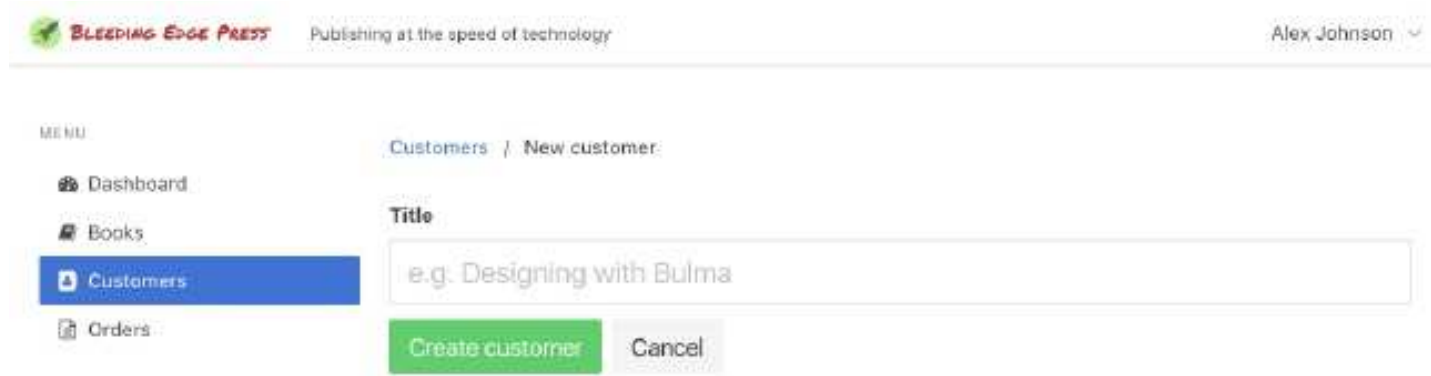 BLEEDING EDGE PRESS Publishing at the speed of technology Alex Johnson
MENU
Dashboard
Books
Customers
Orders
Customers / New customer
Title
e.g. Designing with Bulma
Create customer Cancel